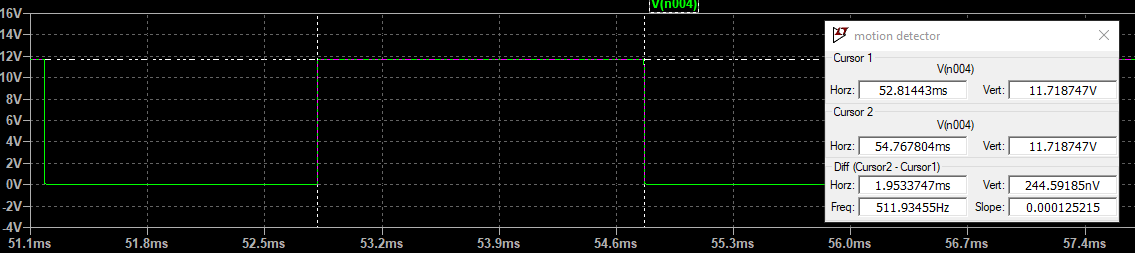 V(n004)
16V
14V
12V
10V
8V
6V
4V
2V
0V
-2V
-4V
51.1ms 51.8ms 52.5ms 53.2ms 53.9ms 54.6ms 55.3ms 56.0ms 56.7ms 57.4ms
motion detector
Cursor 1
V(n004)
Horz: 52.81443ms Vert: 11.718747V
Cursor 2
V(n004)
Horz: 54.767804ms Vert: 11.718747V
Diff (Cursor2 - Cursor1)
Horz: 1.9533747ms Vert: 244.59185nV
Freq: 511.93455Hz Slope: 0.000125215